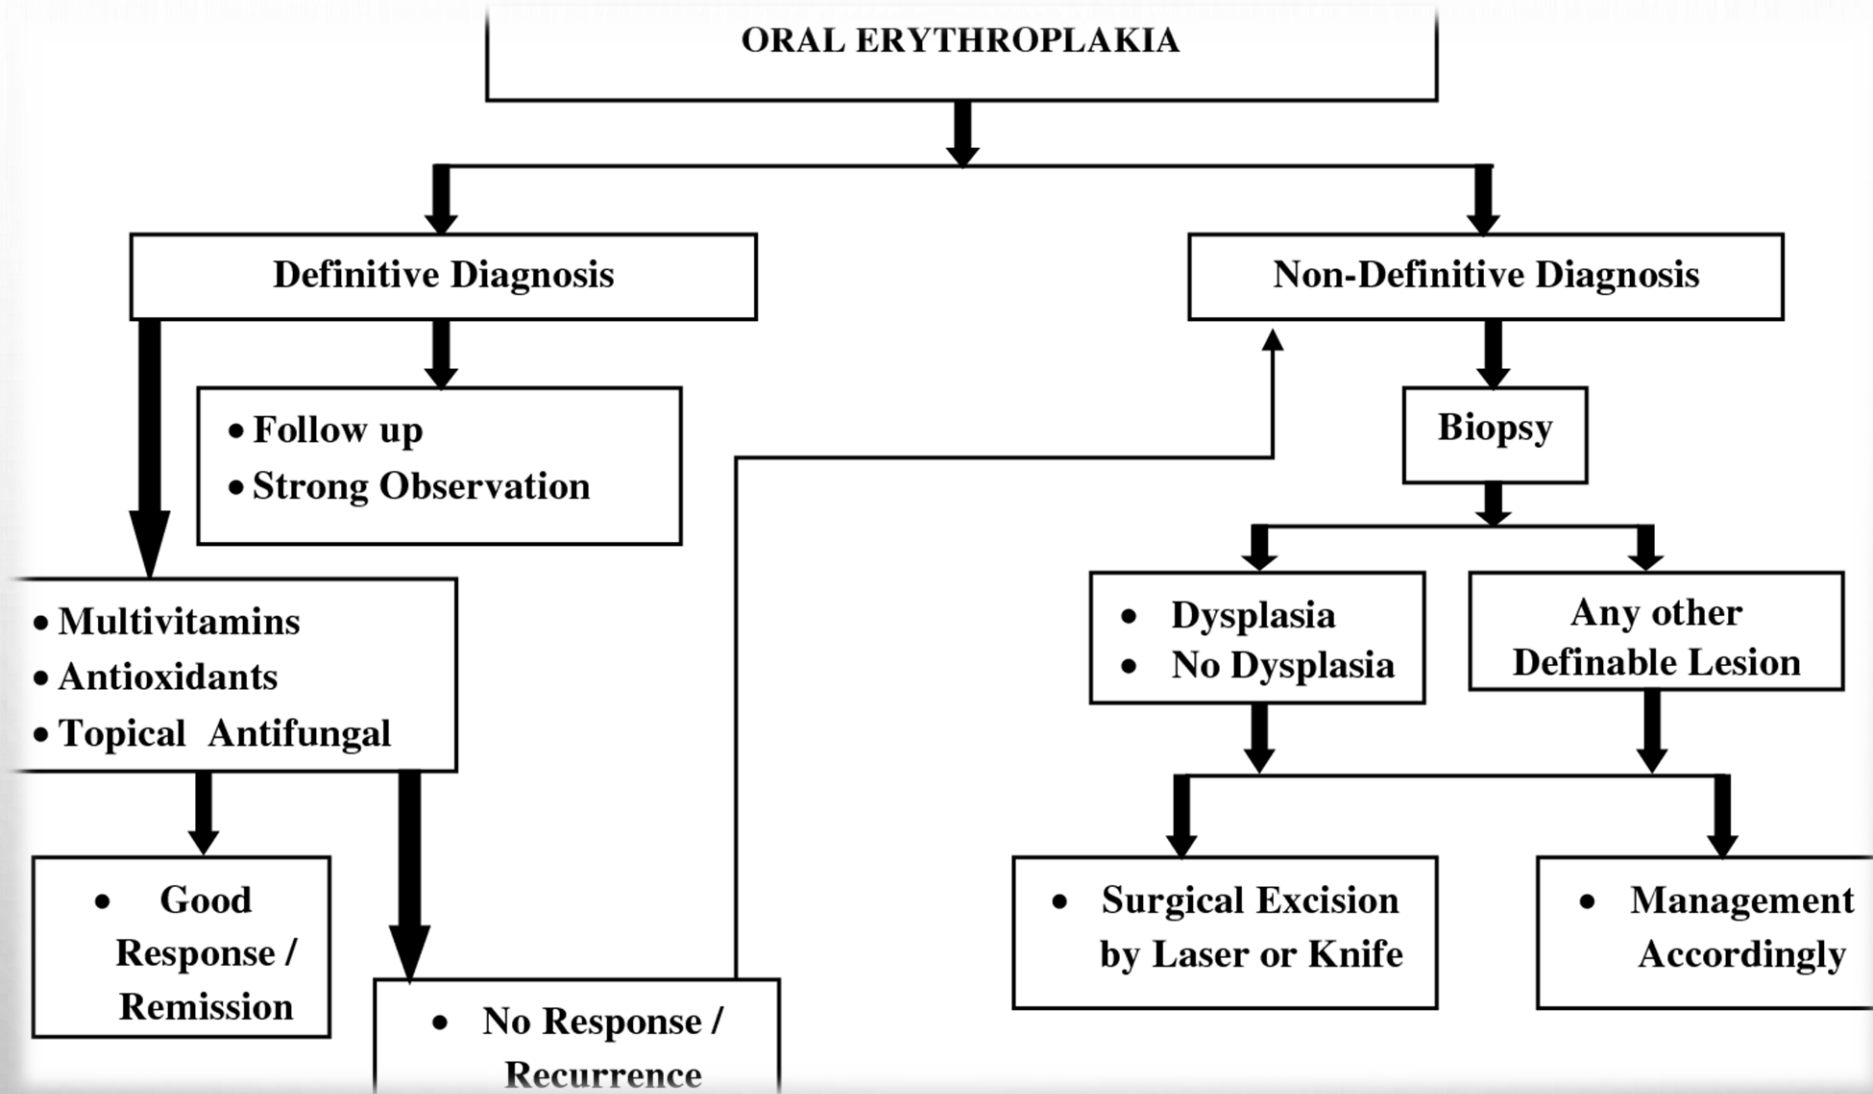 ORAL ERYTHROPLAKIA
Definitive Diagnosis
Non-Definitive Diagnosis
• Follow up
• Strong Observation
Biopsy
• Multivitamins
• Antioxidants
• Topical Antifungal
• Dysplasia
• No Dysplasia
Any other
Definable Lesion
• Good
Response /
Remission
• No Response /
Recurrence
• Surgical Excision
by Laser or Knife
• Management
Accordingly